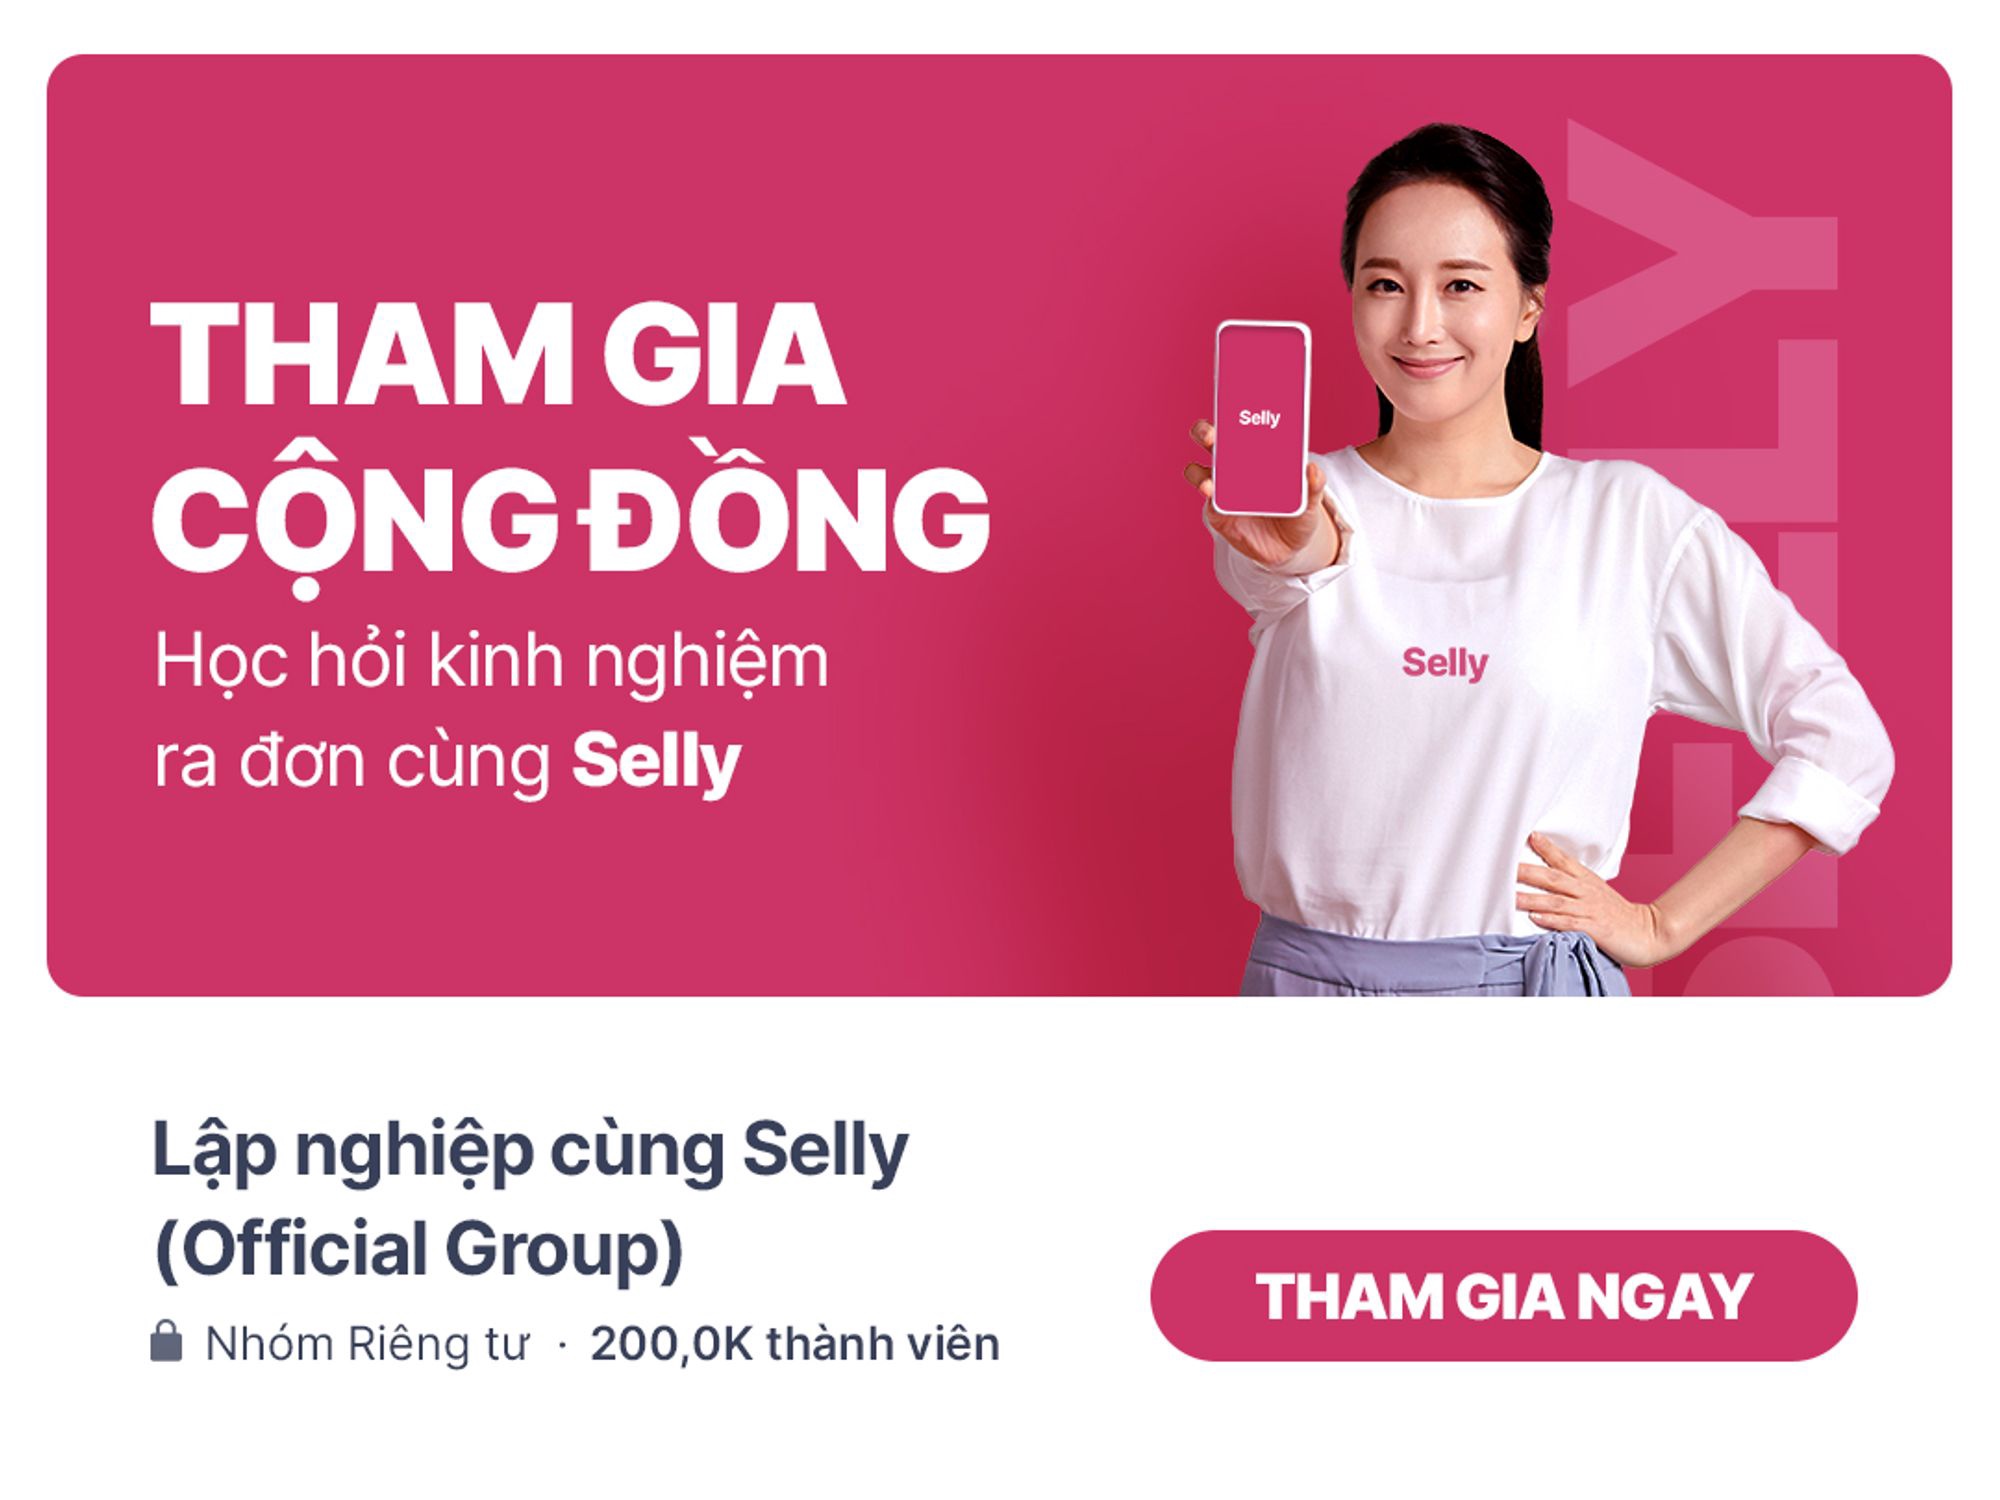 THAM GIA
CỘNG ĐỒNG
Học hỏi kinh nghiệm
ra đơn cùng Selly
Selly
Selly
SELLY
Lập nghiệp cùng Selly
(Official Group)
Nhóm Riêng tư · 200,0K thành viên
THAM GIA NGAY